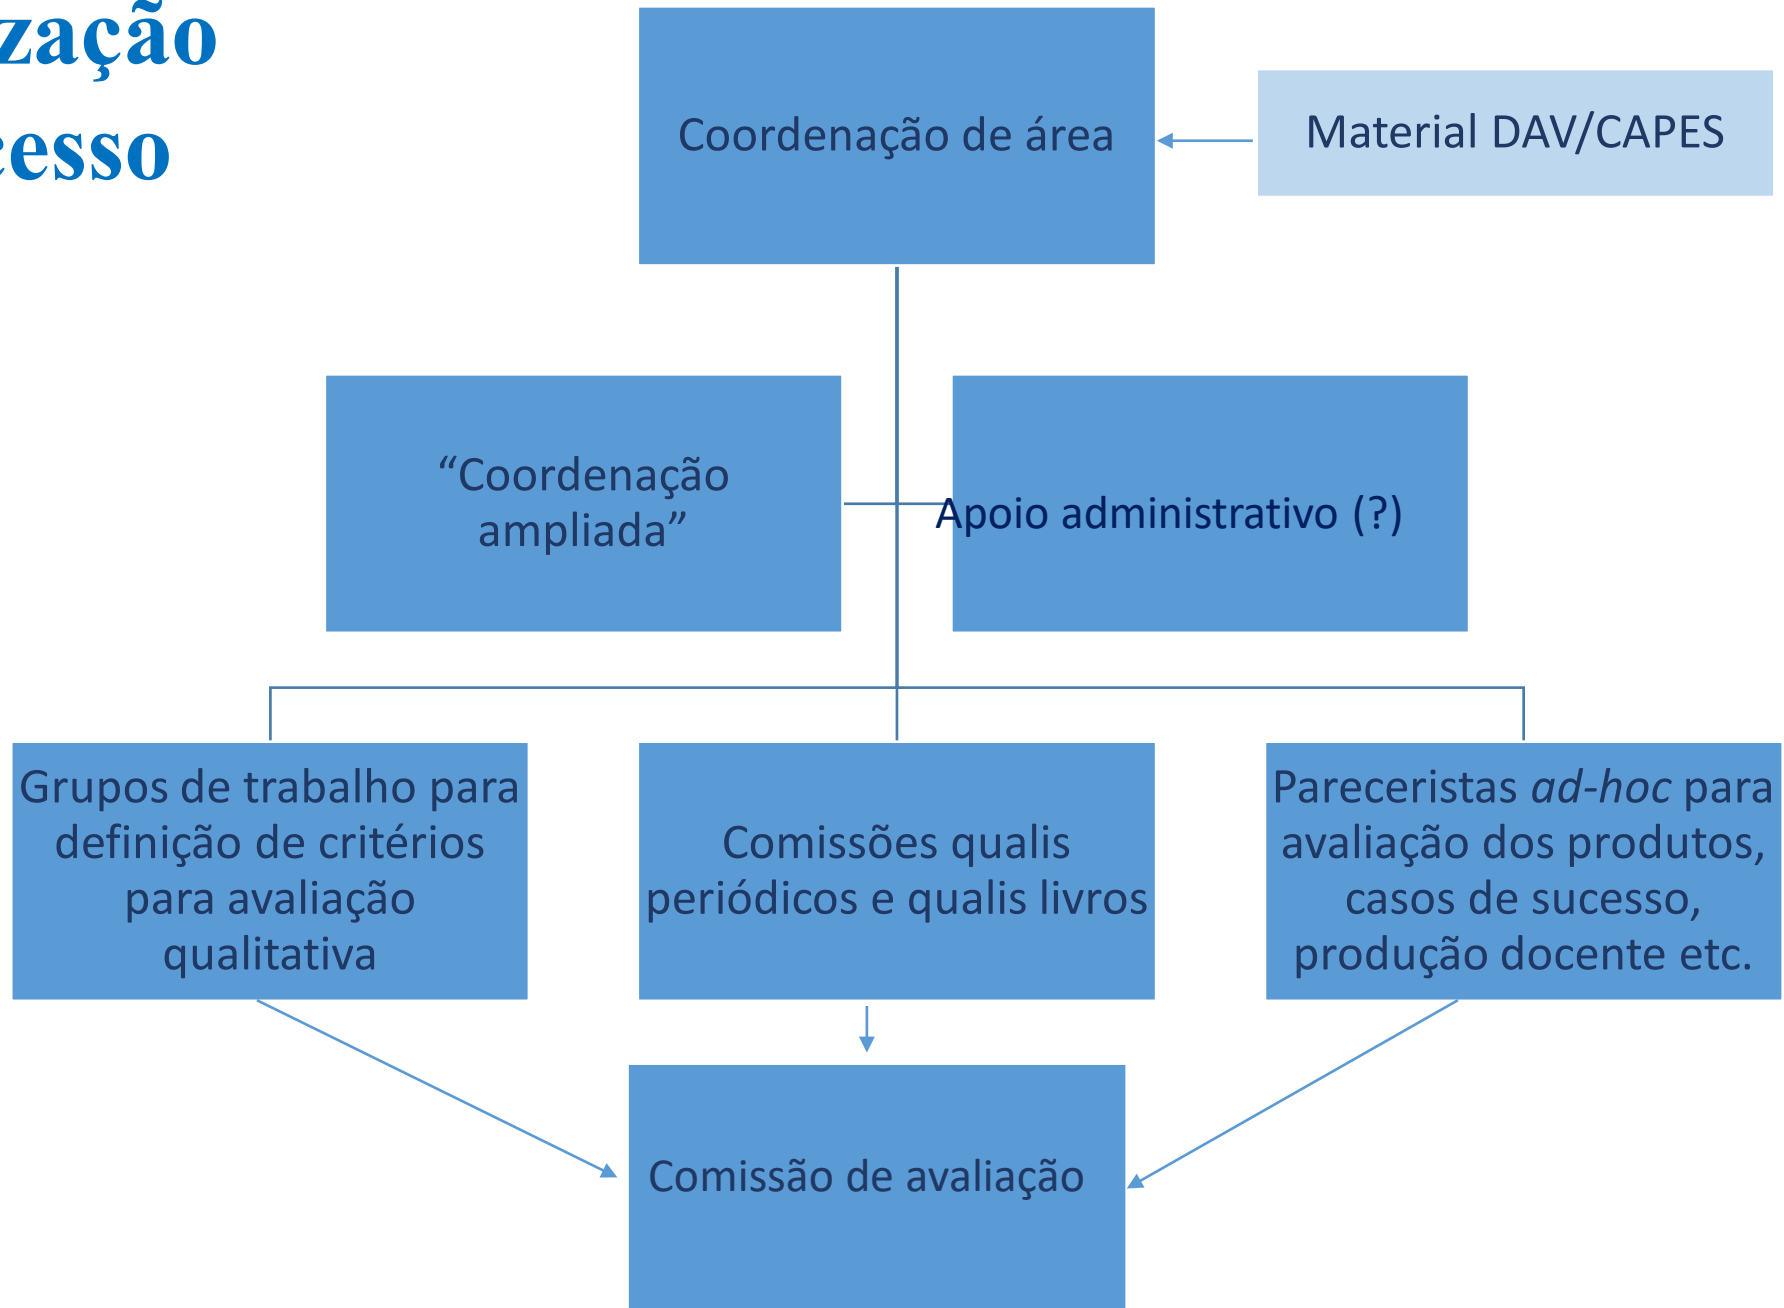 zação
cesso
Coordenação de área
Material DAV/CAPES
“Coordenação
ampliada”
Apoio administrativo (?)
Grupos de trabalho para
definição de critérios
para avaliação
qualitativa
Comissões qualis
periódicos e qualis livros
Pareceristas ad-hoc para
avaliação dos produtos,
casos de sucesso,
produção docente etc.
Comissão de avaliação